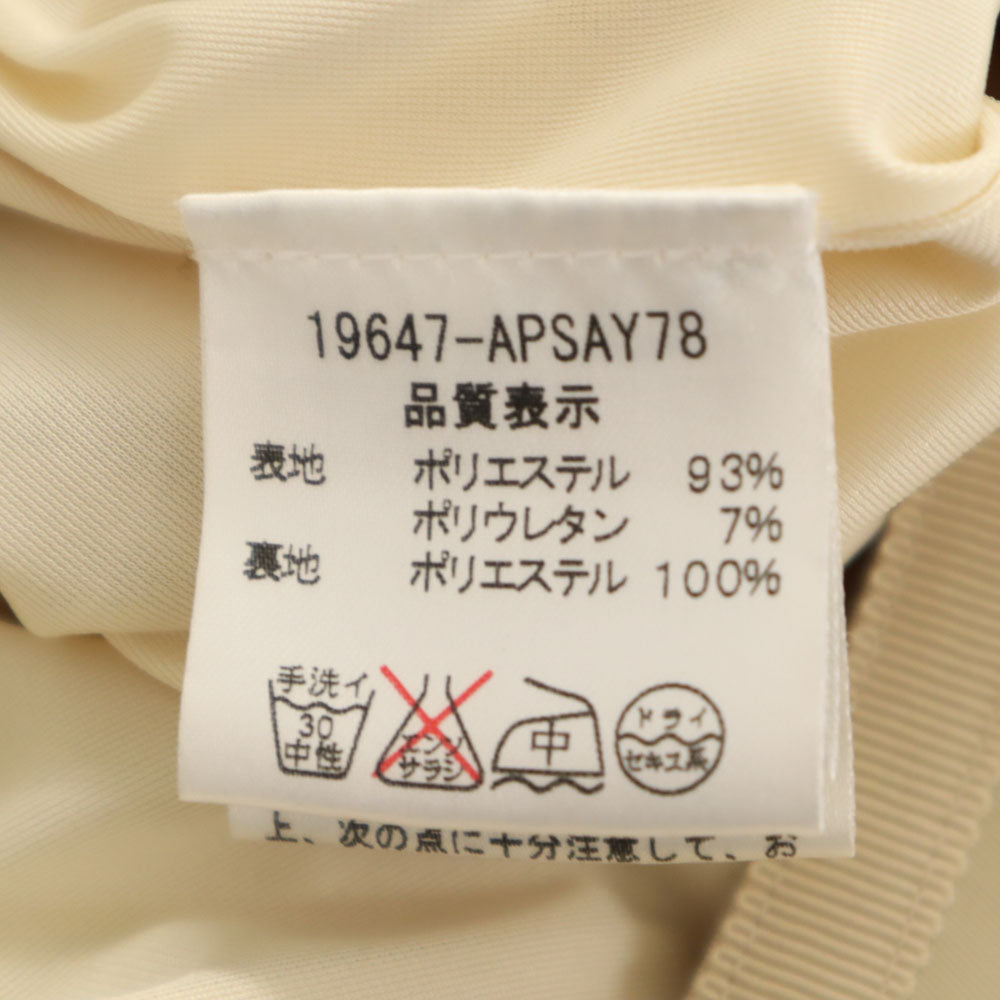 19647-APSAY78
品質表示
表地 ポリエステル 93%
ポリウレタン 7%
裏地 ポリエステル 100%
手洗イ
30
中性
エンソ
サラシ
中
ドライ
セキユ系
上、次の点に十分注意して、お